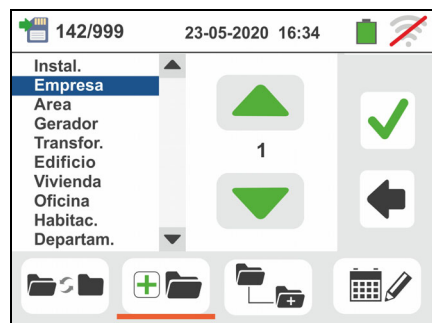 142/999
23-05-2020 16:34
Instal.
Empresa
Area
Gerador
Transfor.
Edificio
Vivienda
Oficina
Habitac.
Departam.
1